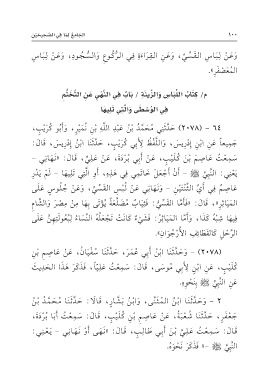 ١٠٠ الجامع لما في الصحيحين
وَعَنْ لِبَاسِ الْقَسِّيِّ، وَعَنِ الْقِرَاءَةِ فِي الرُّكُوعِ وَالسُّجُودِ، وَعَنْ لِبَاسِ
الْمُعَصْفَرِ».
م/ كِتَابُ اللِّبَاسِ وَالزِّينَةِ / بَابُ فِي النَّهْيِ عَنِ التَّخَتُّمِ
فِي الْوُسْطَى وَالَّتِي تَلِيهَا
٦٤ - (٢٠٧٨) حَدَّثَنِي مُحَمَّدُ بْنُ عَبْدِ اللَّهِ بْنِ نُمَيْرٍ، وَأَبُو كُرَيْبٍ،
جَمِيعاً عَنِ ابْنِ إِدْرِيسَ، وَاللَّفْظُ لِأَبِي كُرَيْبٍ، حَدَّثَنَا ابْنُ إِدْرِيسَ، قَالَ:
سَمِعْتُ عَاصِمَ بْنَ كُلَيْبٍ، عَنْ أَبِي بُرْدَةَ، عَنْ عَلِيٍّ، قَالَ: «نَهَانِي -
يَعْنِي: النَّبِيَّ ﷺ - أَنْ أَجْعَلَ خَاتَمِي فِي هَذِهِ، أَوِ الَّتِي تَلِيهَا - لَمْ يَدْرِ
عَاصِمٌ فِي أَيِّ الثِّنْتَيْنِ - وَنَهَانِي عَنْ لُبْسِ الْقَسِّيِّ، وَعَنْ جُلُوسٍ عَلَى
الْمَيَاثِرِ»، قَالَ: «فَأَمَّا الْقَسِّيُّ: فَثِيَابٌ مُضَلَّعَةٌ يُؤْتَى بِهَا مِنْ مِصْرَ وَالشَّامِ
فِيهَا شِبْهُ كَذَا، وَأَمَّا الْمَيَاثِرُ: فَشَيْءٌ كَانَتْ تَجْعَلُهُ النِّسَاءُ لِبُعُولَتِهِنَّ عَلَى
الرَّحْلِ كَالْقَطَائِفِ الْأُرْجُوَانِ».
(٢٠٧٨) - وَحَدَّثَنَا ابْنُ أَبِي عُمَرَ، حَدَّثَنَا سُفْيَانُ، عَنْ عَاصِمِ بْنِ
كُلَيْبٍ، عَنِ ابْنٍ لِأَبِي مُوسَى، قَالَ: سَمِعْتُ عَلِيّاً، فَذَكَرَ هَذَا الْحَدِيثَ
عَنِ النَّبِيِّ ﷺ بِنَحْوِهِ.
٢ - وَحَدَّثَنَا ابْنُ الْمُثَنَّى، وَابْنُ بَشَّارٍ، قَالَا: حَدَّثَنَا مُحَمَّدُ بْنُ
جَعْفَرٍ، حَدَّثَنَا شُعْبَةُ، عَنْ عَاصِمِ بْنِ كُلَيْبٍ، قَالَ: سَمِعْتُ أَبَا بُرْدَةَ،
قَالَ: سَمِعْتُ عَلِيَّ بْنَ أَبِي طَالِبٍ، قَالَ: «نَهَى أَوْ نَهَانِي - يَعْنِي:
النَّبِيَّ ﷺ -» فَذَكَرَ نَحْوَهُ.